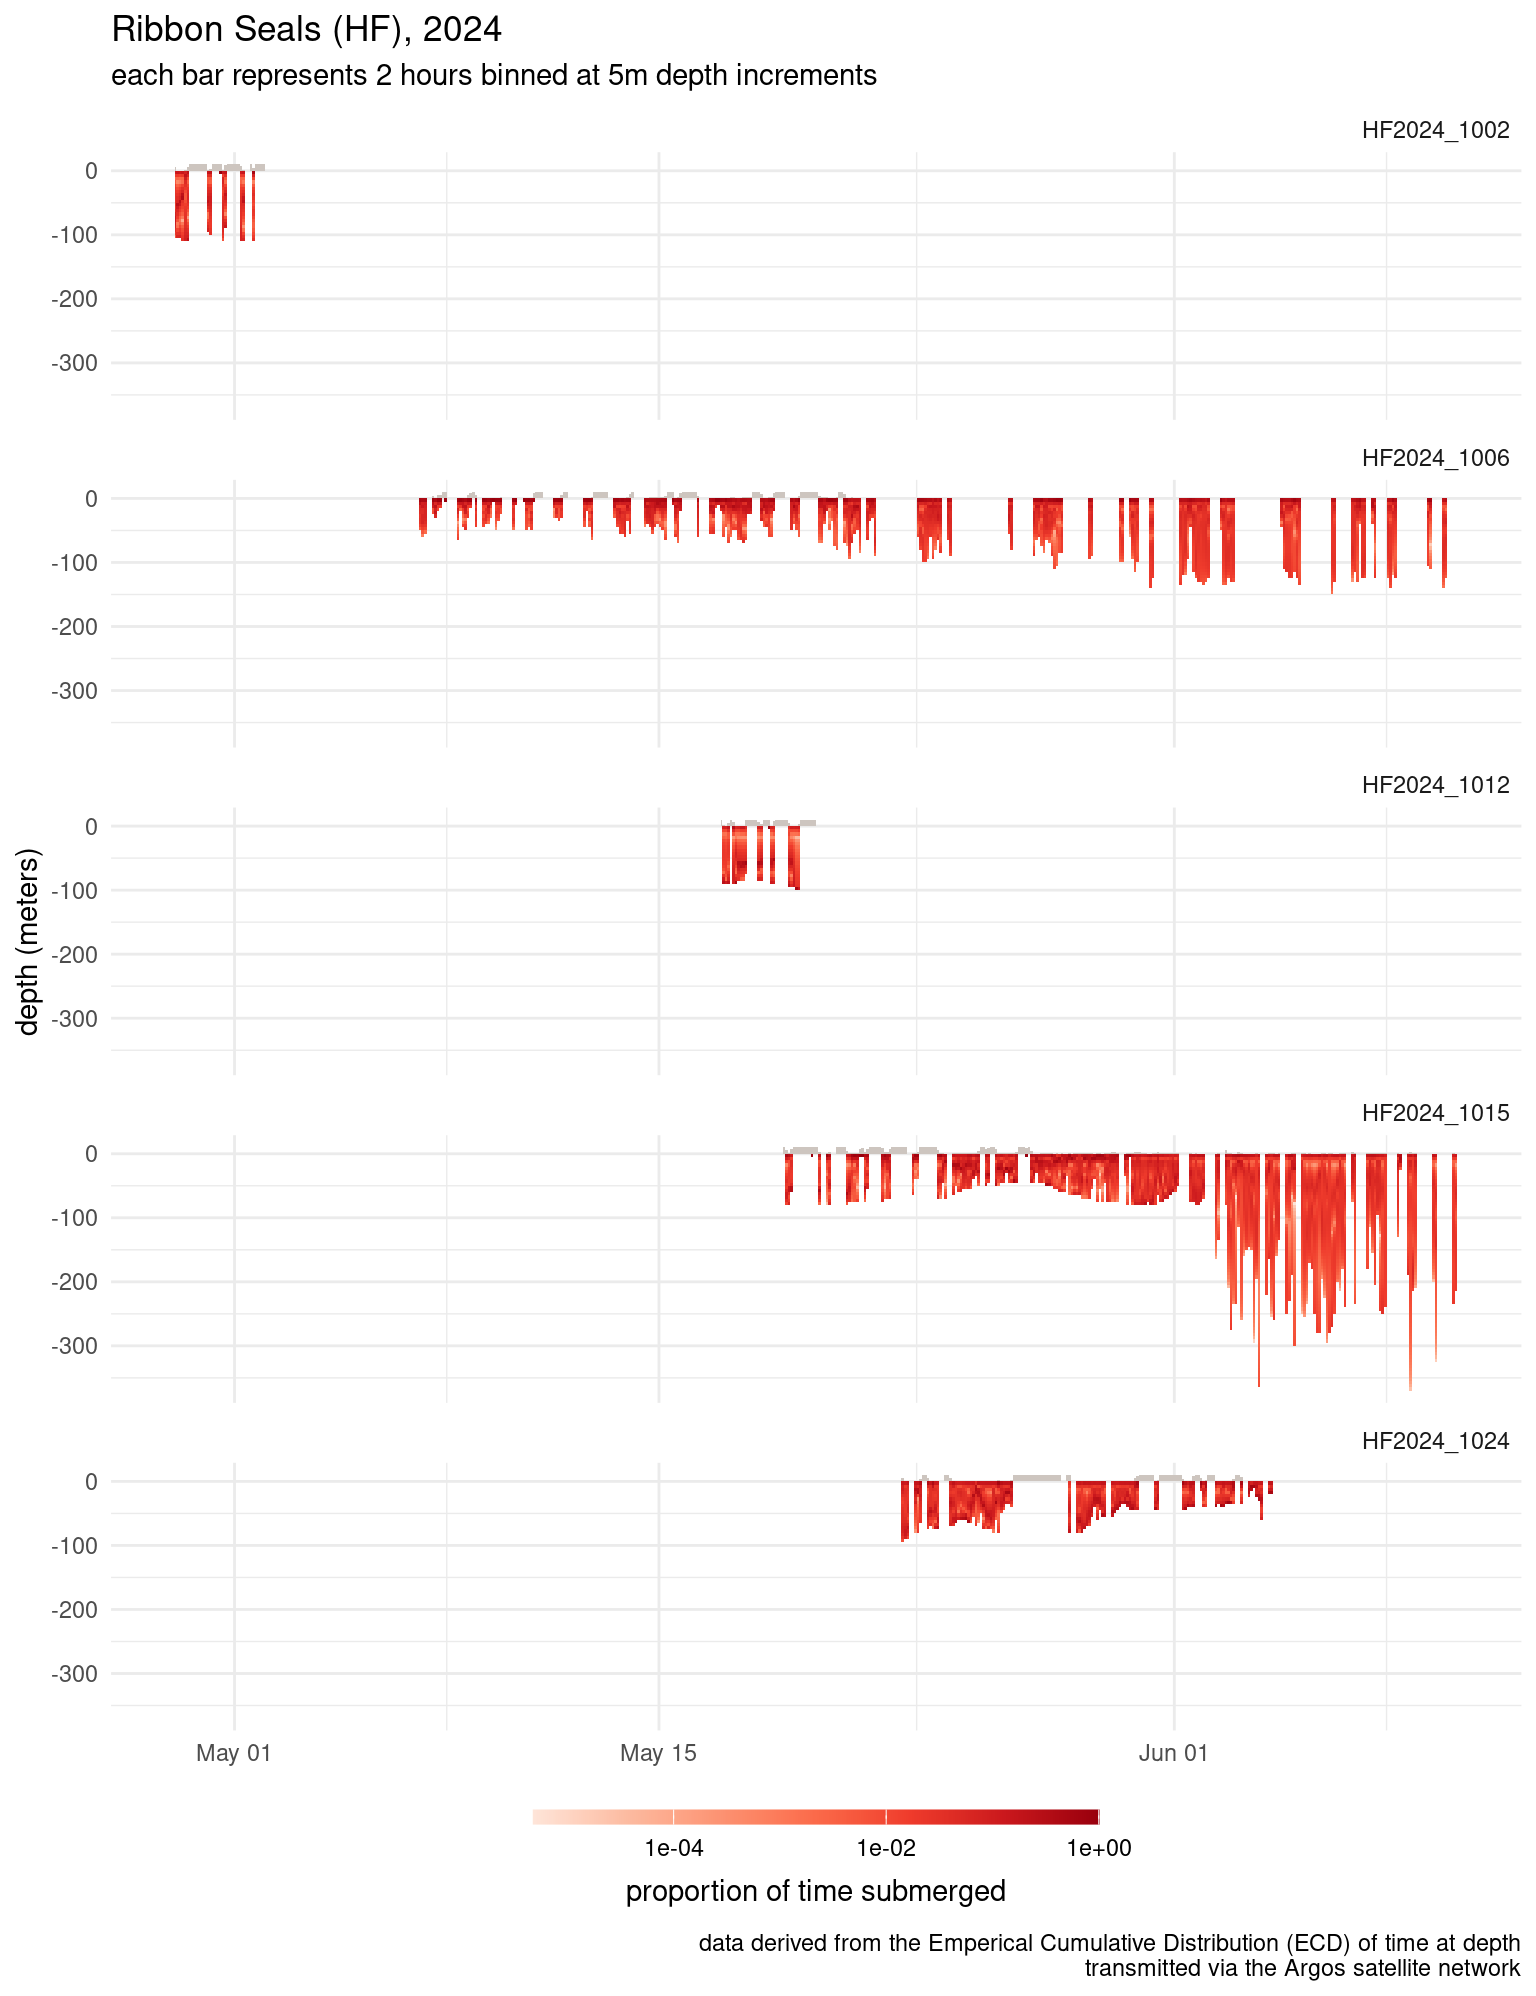 Ribbon Seals (HF), 2024
each bar represents 2 hours binned at 5m depth increments
HF2024_1002
0
-100
-200
-300
HF2024_1006
0
-100
-200
-300
HF2024_1012
0
-100
-200
-300
depth (meters)
HF2024_1015
0
-100
-200
-300
HF2024_1024
0
-100
-200
-300
May 01
May 15
Jun 01
1e-04
1e-02
1e+00
proportion of time submerged
data derived from the Emperical Cumulative Distribution (ECD) of time at depth
transmitted via the Argos satellite network